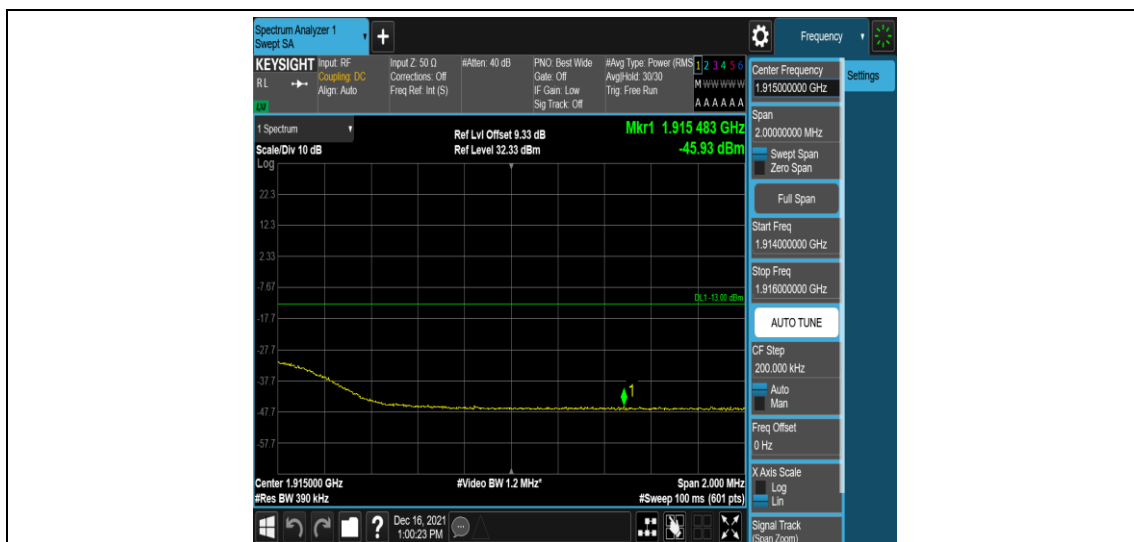 Spectrum Analyzer 1
Swept SA
+
Frequency
KEYSIGHT
RL
LXI
Input: RF
Coupling: DC
Align: Auto
Input Z: 50 Ω
Corrections: Off
Freq Ref: Int (S)
#Atten: 40 dB
PNO: Best Wide
Gate: Off
IF Gain: Low
Sig Track: Off
#Avg Type: Power (RMS
Avg|Hold: 30/30
Trig: Free Run
1 2 3 4 5 6
M W W W W W
A A A A A A
1 Spectrum
Scale/Div 10 dB
Log
Ref Lvl Offset 9.33 dB
Ref Level 32.33 dBm
Mkr1 1.915 483 GHz
-45.93 dBm
22.3
12.3
2.33
-7.67
DL1 -13.00 dBm
-17.7
-27.7
-37.7
1
-47.7
-57.7
Center 1.915000 GHz
#Video BW 1.2 MHz*
Span 2.000 MHz
#Res BW 390 kHz
#Sweep 100 ms (601 pts)
?
Dec 16, 2021
1:00:23 PM
Center Frequency
1.915000000 GHz
Settings
Span
2.00000000 MHz
Swept Span
Zero Span
Full Span
Start Freq
1.914000000 GHz
Stop Freq
1.916000000 GHz
AUTO TUNE
CF Step
200.000 kHz
Auto
Man
Freq Offset
0 Hz
X Axis Scale
Log
Lin
Signal Track
(Span Zoom)